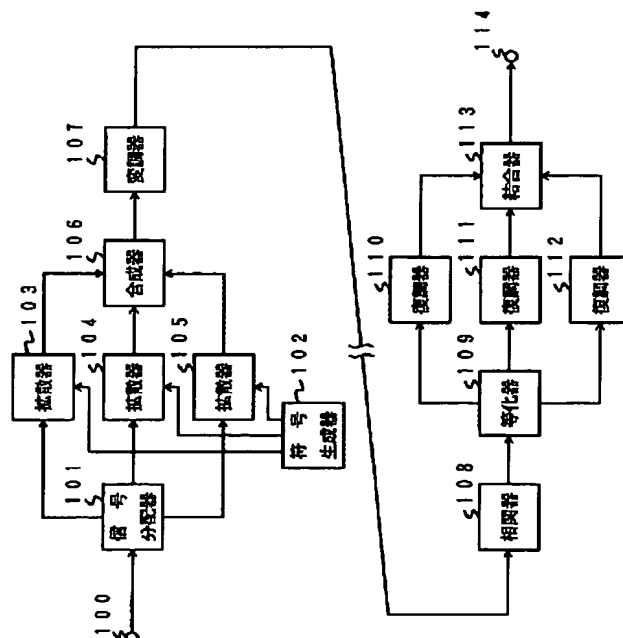 100
101
信号
分配器
102
符号
生成器
103
拡散器
104
拡散器
105
拡散器
106
合成器
107
変調器
108
相関器
109
等化器
110
復調器
111
復調器
112
復調器
113
結合器
114